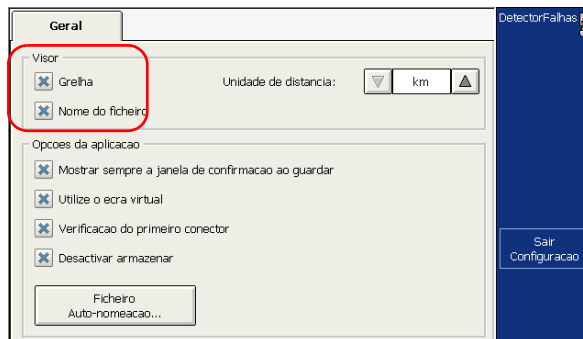 Geral
DetectorFalhas
Visor
Grelha
Unidade de distancia:
km
Nome do ficheiro
Opcoes da aplicacao
Mostrar sempre a janela de confirmacao ao guardar
Utilize o ecra virtual
Verificacao do primeiro conector
Desactivar armazenar
Sair
Configuracao
Ficheiro
Auto-nomeacao...